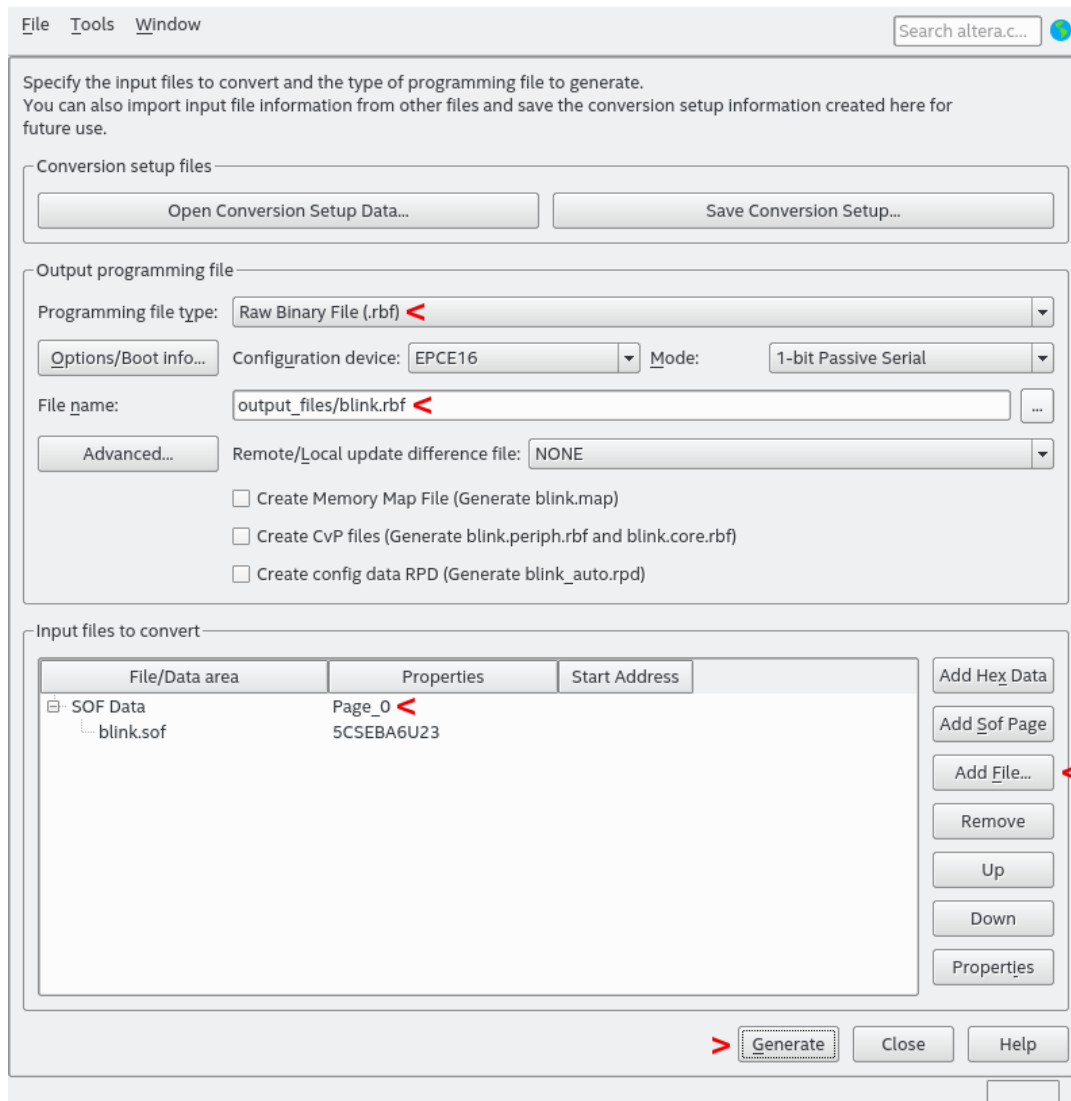 File Tools Window Search altera.c...
Specify the input files to convert and the type of programming file to generate.
You can also import input file information from other files and save the conversion setup information created here for
future use.
Conversion setup files
Open Conversion Setup Data... Save Conversion Setup...
Output programming file
Programming file type: Raw Binary File (.rbf) <
Options/Boot info... Configuration device: EPCE16 Mode: 1-bit Passive Serial
File name: output_files/blink.rbf < ...
Advanced... Remote/Local update difference file: NONE
Create Memory Map File (Generate blink.map)
Create CvP files (Generate blink.periph.rbf and blink.core.rbf)
Create config data RPD (Generate blink_auto.rpd)
Input files to convert
File/Data area Properties Start Address Add Hex Data
SOF Data Page_0 <
Add Sof Page
blink.sof 5CSEBA6U23
Add File... <
Remove
Up
Down
Properties
> Generate Close Help